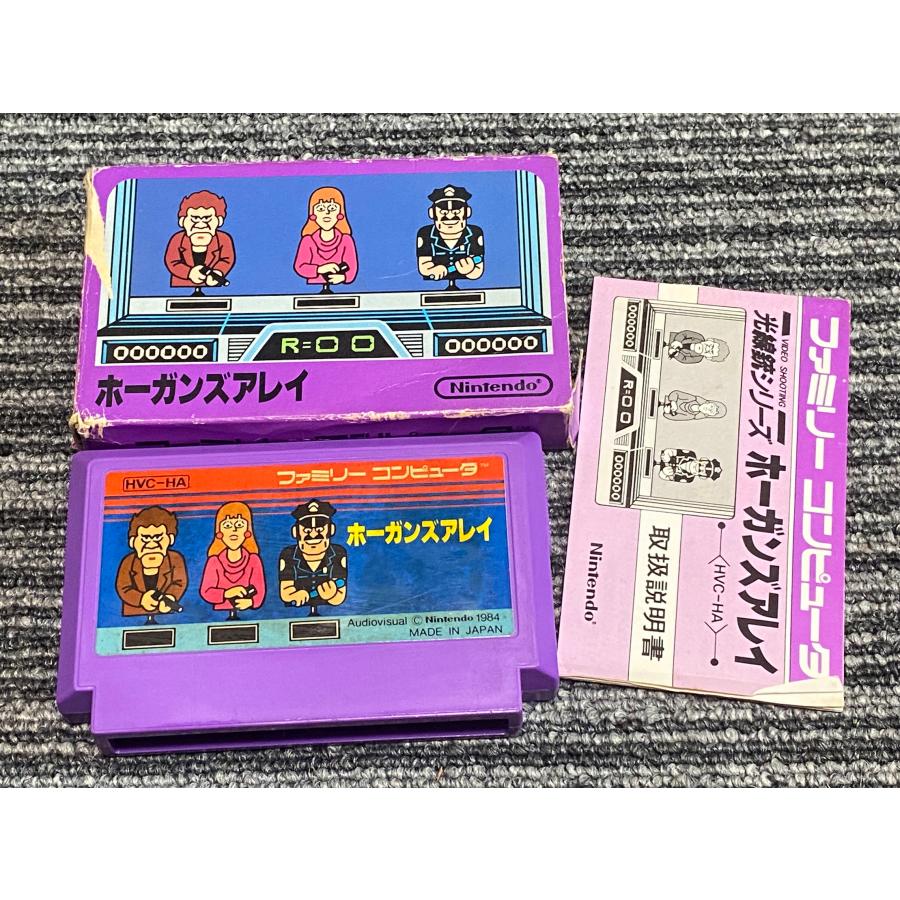 000000
R=00
000000
ホーガンズアレイ
Nintendo®
HVC-HA
ファミリー コンピュータ™
ホーガンズアレイ
Audiovisual © Nintendo 1984
MADE IN JAPAN
ファミリー コンピュータ
VIDEO SHOOTING
光線銃シリーズ
ホーガンズアレイ
〈HVC-HA〉
取扱説明書
000000
R=00
000000
Nintendo®